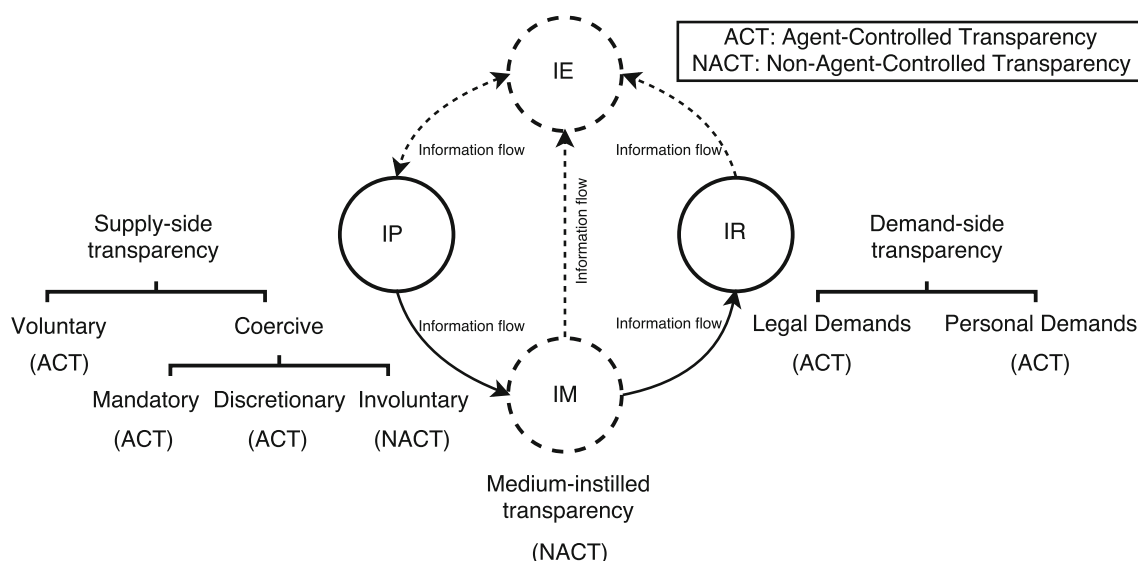 ACT: Agent-Controlled Transparency
NACT: Non-Agent-Controlled Transparency
IE
Information flow
Information flow
Information flow
IP
IR
Supply-side
transparency
Demand-side
transparency
Voluntary
(ACT)
Coercive
Mandatory
(ACT)
Discretionary
(ACT)
Involuntary
(NACT)
Information flow
Information flow
Legal Demands
(ACT)
Personal Demands
(ACT)
IM
Medium-instilled
transparency
(NACT)